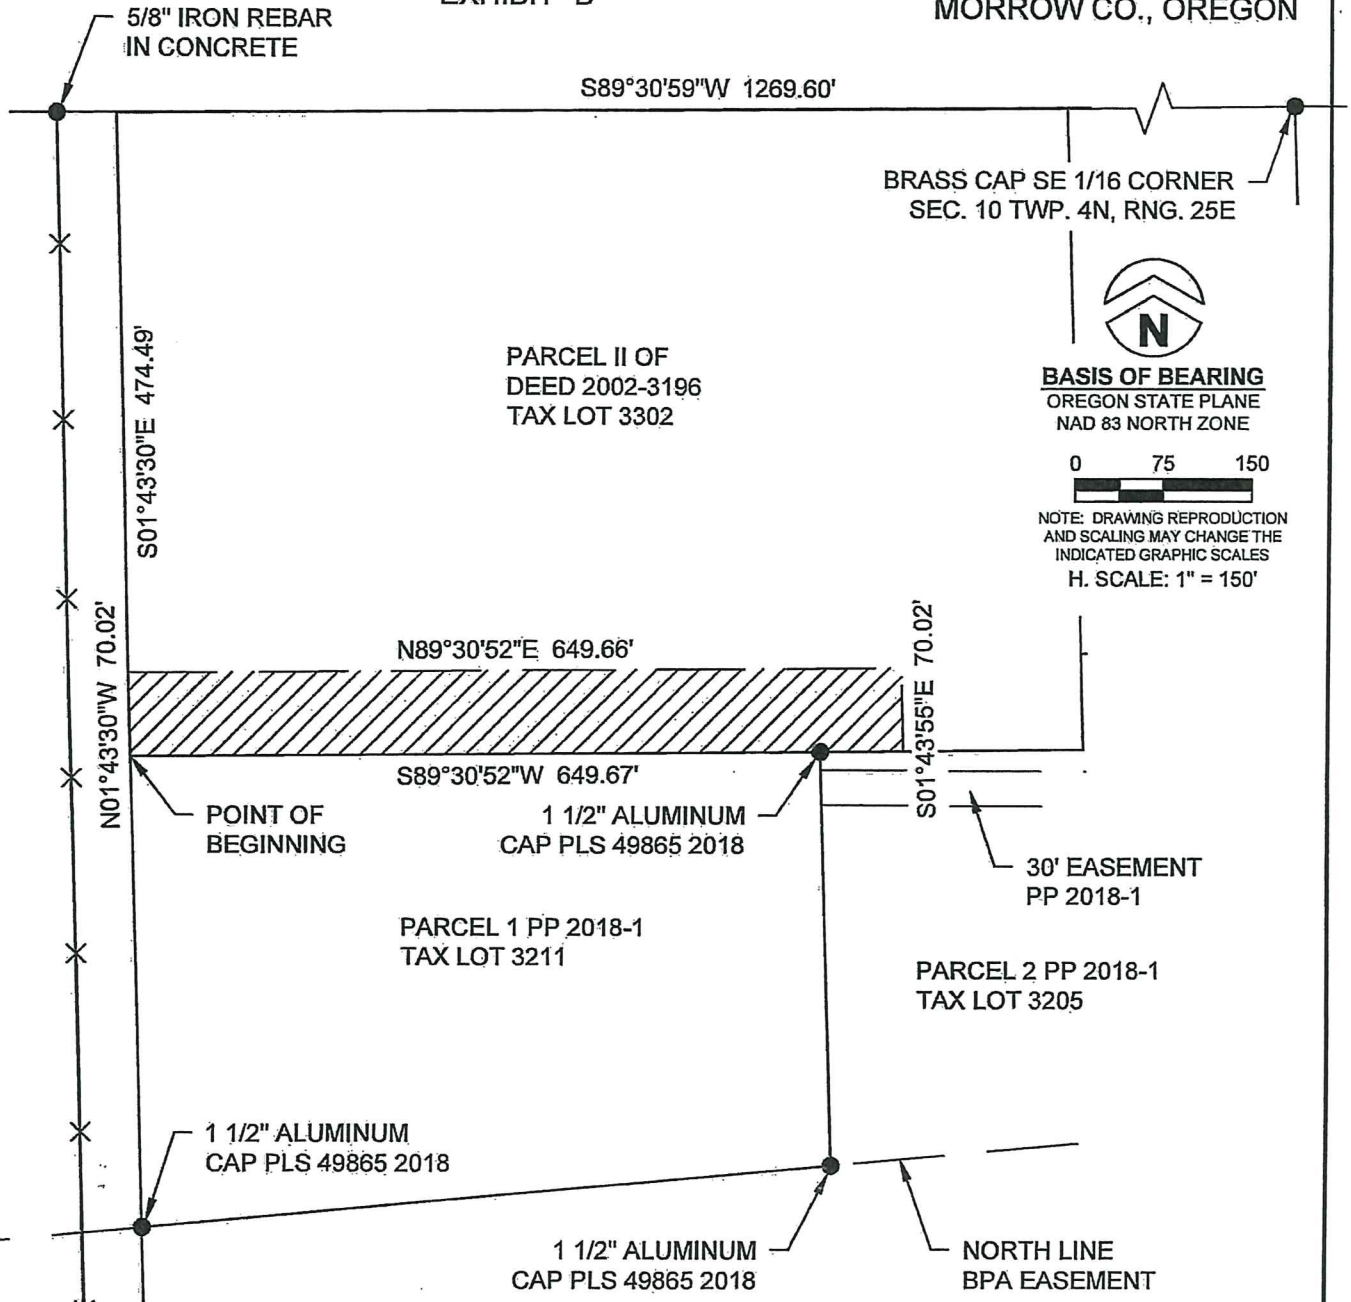 EXHIBIT "B"
MORROW CO., OREGON
5/8" IRON REBAR
IN CONCRETE
S89°30'59"W 1269.60'
BRASS CAP SE 1/16 CORNER
SEC. 10 TWP. 4N, RNG. 25E
N
BASIS OF BEARING
OREGON STATE PLANE
NAD 83 NORTH ZONE
0 75 150
NOTE: DRAWING REPRODUCTION
AND SCALING MAY CHANGE THE
INDICATED GRAPHIC SCALES
H. SCALE: 1" = 150'
PARCEL II OF
DEED 2002-3196
TAX LOT 3302
S01°43'30"E 474.49'
N01°43'30"W 70.02'
N89°30'52"E 649.66'
S01°43'55"E 70.02'
S89°30'52"W 649.67'
POINT OF
BEGINNING
1 1/2" ALUMINUM
CAP PLS 49865 2018
30' EASEMENT
PP 2018-1
PARCEL 1 PP 2018-1
TAX LOT 3211
PARCEL 2 PP 2018-1
TAX LOT 3205
1 1/2" ALUMINUM
CAP PLS 49865 2018
1 1/2" ALUMINUM
CAP PLS 49865 2018
NORTH LINE
BPA EASEMENT